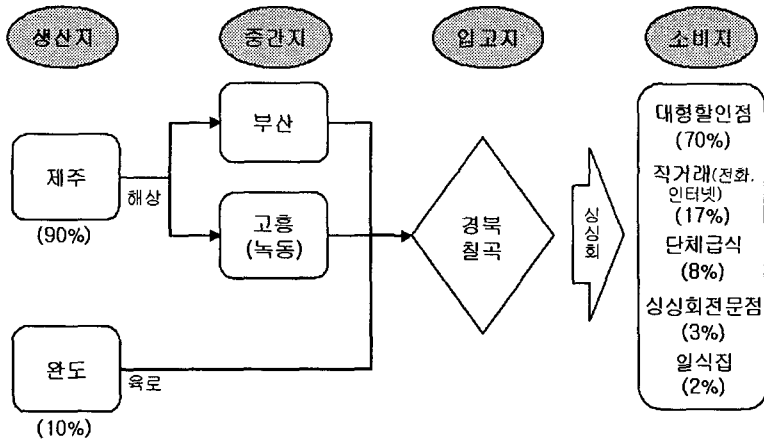 생산지
중간지
입고지
소비지
제주
(90%)
해상
부산
고흥
(녹동)
완도
(10%)
육로
경북
칠곡
싱싱회
대형할인점
(70%)
직거래(전화.
인터넷)
(17%)
단체급식
(8%)
싱싱회전문점
(3%)
일식집
(2%)